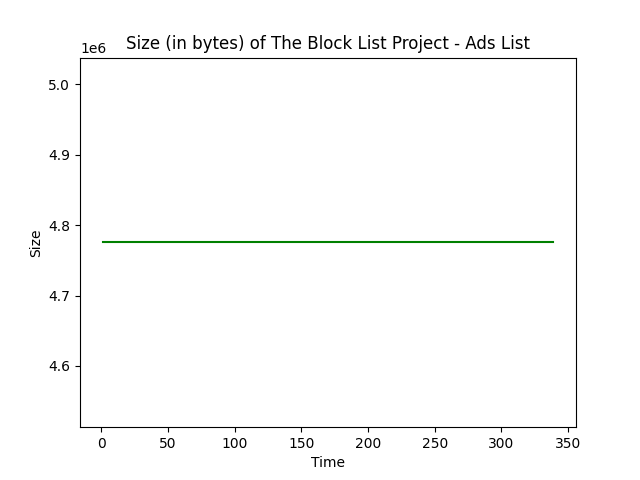 Size (in bytes) of The Block List Project - Ads List
1e6
5.0
4.9
4.8
4.7
4.6
Size
0 50 100 150 200 250 300 350
Time